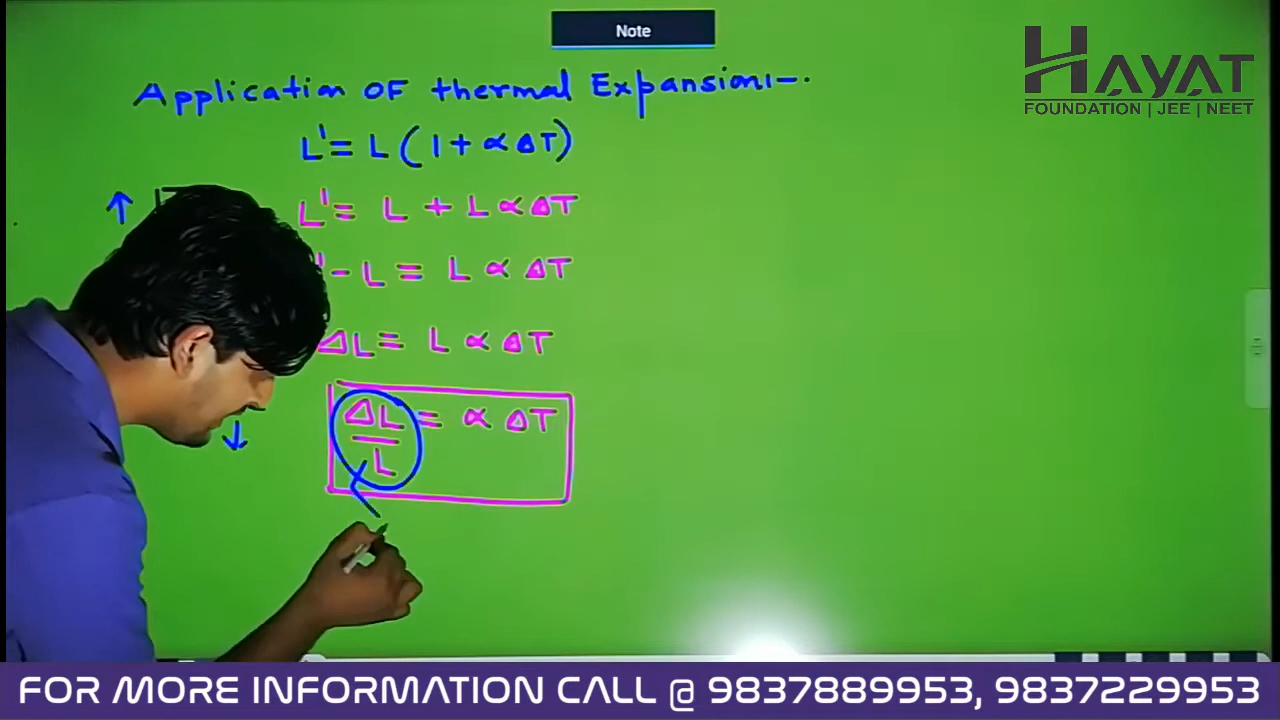 Note
HAYAT
FOUNDATION | JEE | NEET
Application OF thermal Expansion:-
L' = L (1 + α ΔT)
L' = L + L α ΔT
' - L = L α ΔT
ΔL = L α ΔT
ΔL/L = α ΔT
FOR MORE INFORMATION CALL @ 9837889953, 9837229953